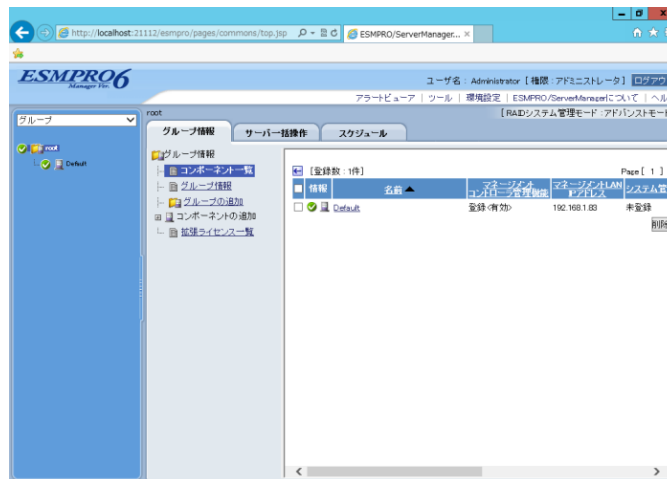 http://localhost:21112/esmpro/pages/commons/top.jsp
ESMPRO/ServerManager...
ESMPRO6
Manager Ver.
ユーザ名 : Administrator [ 権限 : アドミニストレータ ] ログアウ
アラートビューア | ツール | 環境設定 | ESMPRO/ServerManagerについて | ヘル
グループ
root
[ RAIDシステム管理モード : アドバンストモード
グループ情報 サーバー一括操作 スケジュール
root
Default
グループ情報
コンポーネント一覧
グループ情報
グループの追加
コンポーネントの追加
拡張ライセンス一覧
[登録数 : 1件] Page [ 1 ]
情報 名前 マネージメントコントローラ管理機能 マネージメントLAN IPアドレス システム管
Default 登録<有効> 192.168.1.83 未登録
削除